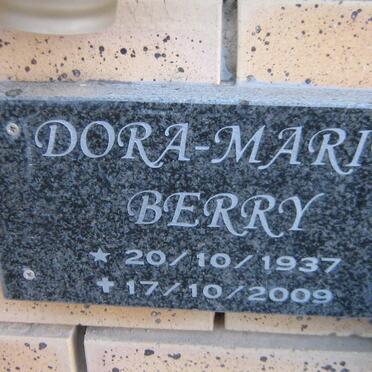 DORA-MARI
BERRY
★ 20/10/1937
✝ 17/10/2009